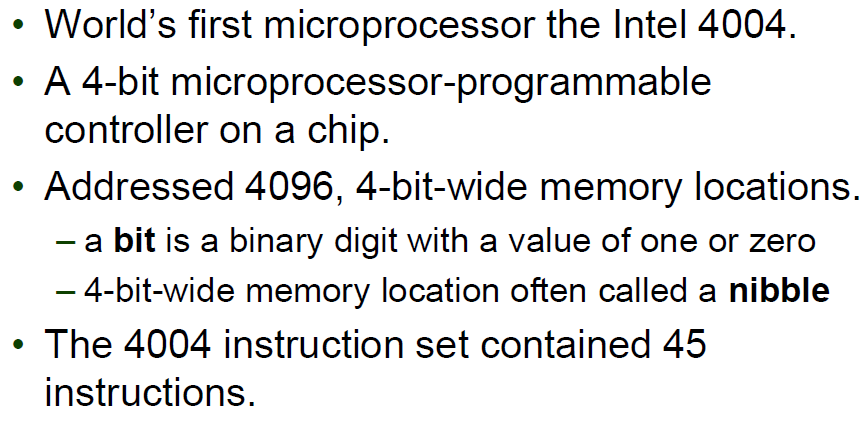 • World’s first microprocessor the Intel 4004.
• A 4-bit microprocessor-programmable
controller on a chip.
• Addressed 4096, 4-bit-wide memory locations.
– a bit is a binary digit with a value of one or zero
– 4-bit-wide memory location often called a nibble
• The 4004 instruction set contained 45
instructions.